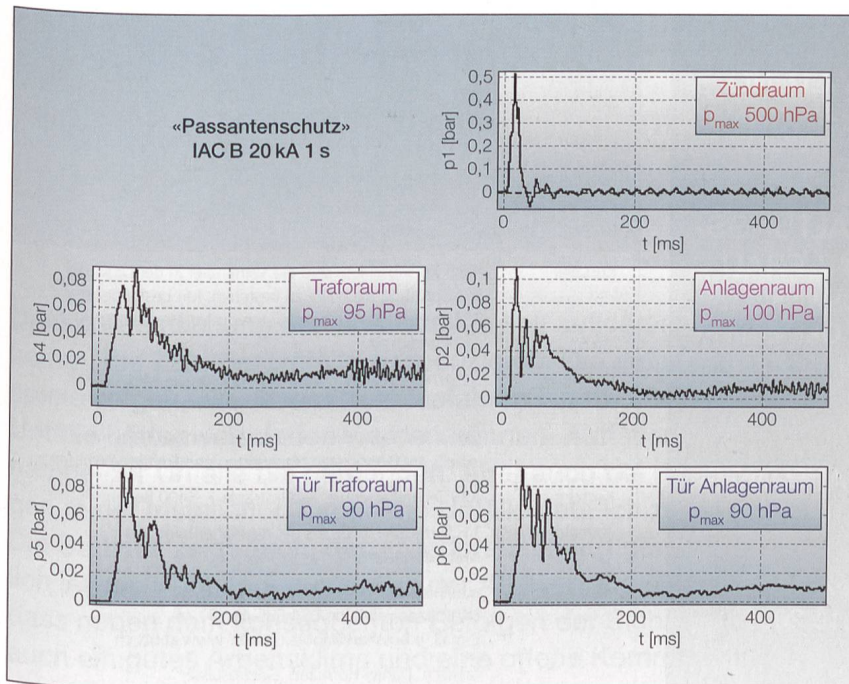 «Passantenschutz»
IAC B 20 kA 1 s
Zündraum
pmax 500 hPa
p1 [bar]
0,5
0,4
0,3
0,2
0,1
0
0 200 400
t [ms]
Traforaum
pmax 95 hPa
p4 [bar]
0,08
0,06
0,04
0,02
0
0 200 400
t [ms]
Anlagenraum
pmax 100 hPa
p2 [bar]
0,1
0,08
0,06
0,04
0,02
0
0 200 400
t [ms]
Tür Traforaum
pmax 90 hPa
p5 [bar]
0,08
0,06
0,04
0,02
0
0 200 400
t [ms]
Tür Anlagenraum
pmax 90 hPa
p6 [bar]
0,08
0,06
0,04
0,02
0
0 200 400
t [ms]